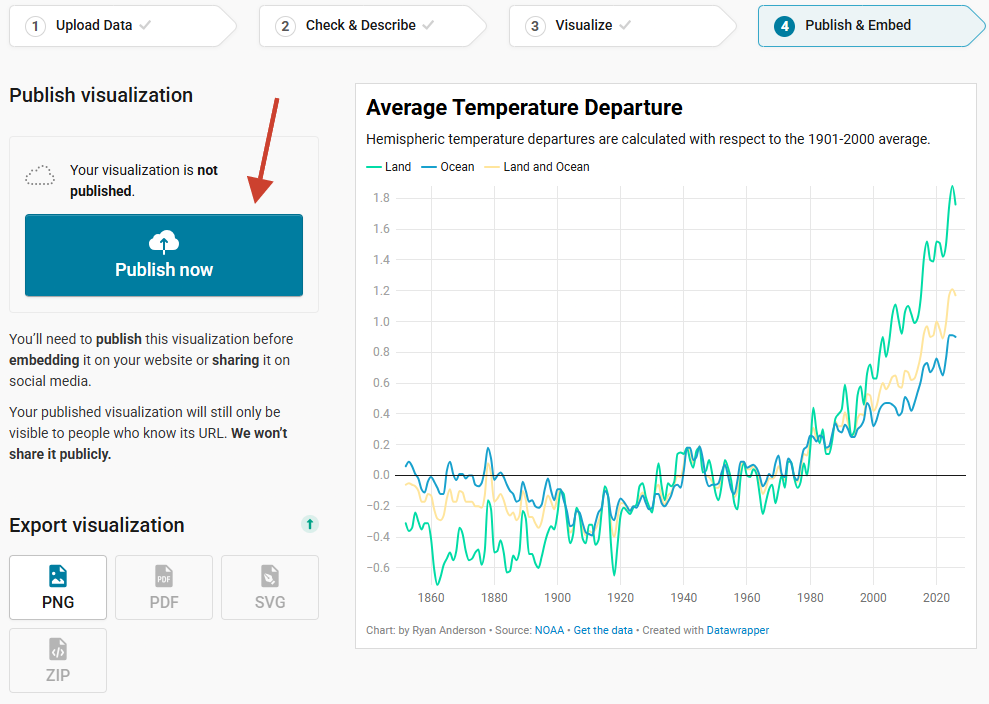 1 Upload Data
2 Check & Describe
3 Visualize
4 Publish & Embed
Publish visualization
Your visualization is not
published.
Publish now
You’ll need to publish this visualization before
embedding it on your website or sharing it on
social media.
Your published visualization will still only be
visible to people who know its URL. We won’t
share it publicly.
Export visualization
PNG
PDF
PDF
SVG
ZIP
Average Temperature Departure
Hemispheric temperature departures are calculated with respect to the 1901-2000 average.
Land Ocean Land and Ocean
1.8
1.6
1.4
1.2
1.0
0.8
0.6
0.4
0.2
0.0
−0.2
−0.4
−0.6
1860 1880 1900 1920 1940 1960 1980 2000 2020
Chart: by Ryan Anderson • Source: NOAA • Get the data • Created with Datawrapper